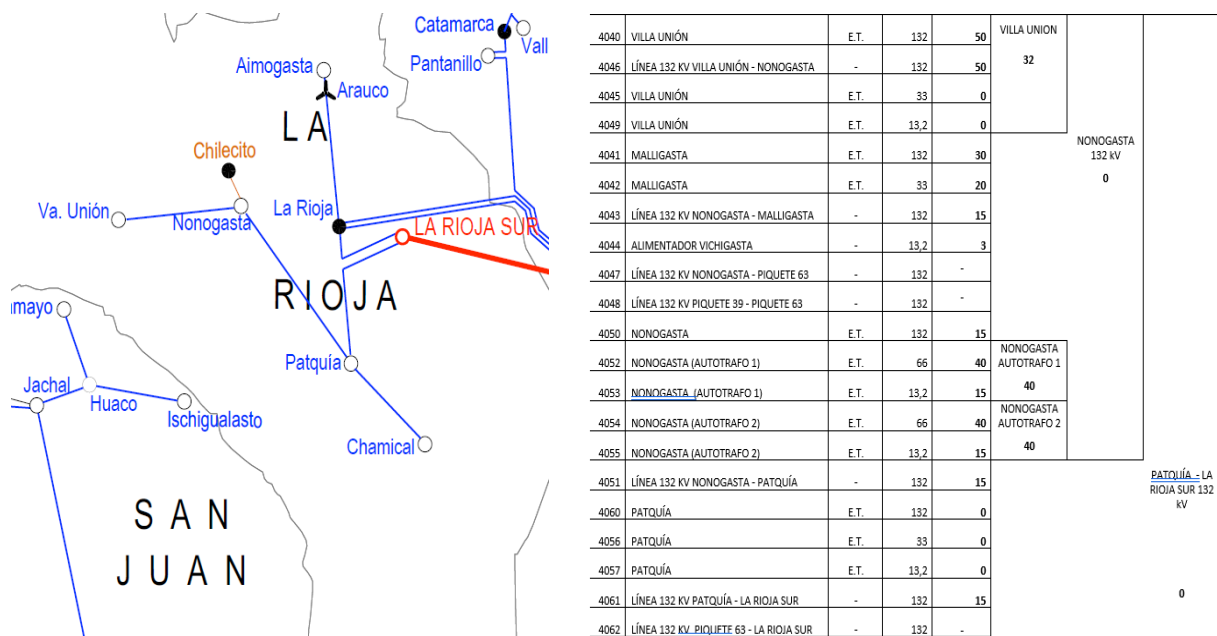 Catamarca
Vall
Aimogasta
Pantanillo
Arauco
LA
Chilecito
La Rioja
Va. Unión
Nonogasta
LA RIOJA SUR
RIOJA
mayo
Patquía
Jachal
Huaco
Ischigualasto
Chamical
SAN
JUAN
4040 VILLA UNIÓN E.T. 132 50
4046 LÍNEA 132 KV VILLA UNIÓN - NONOGASTA - 132 50
4045 VILLA UNIÓN E.T. 33 0
4049 VILLA UNIÓN E.T. 13,2 0
4041 MALLIGASTA E.T. 132 30
4042 MALLIGASTA E.T. 33 20
4043 LÍNEA 132 KV NONOGASTA - MALLIGASTA - 132 15
4044 ALIMENTADOR VICHIGASTA - 13,2 3
4047 LÍNEA 132 KV NONOGASTA - PIQUETE 63 - 132 -
4048 LÍNEA 132 KV PIQUETE 39 - PIQUETE 63 - 132 -
4050 NONOGASTA E.T. 132 15
4052 NONOGASTA (AUTOTRAFO 1) E.T. 66 40
4053 NONOGASTA (AUTOTRAFO 1) E.T. 13,2 15
4054 NONOGASTA (AUTOTRAFO 2) E.T. 66 40
4055 NONOGASTA (AUTOTRAFO 2) E.T. 13,2 15
4051 LÍNEA 132 KV NONOGASTA - PATQUÍA - 132 15
4060 PATQUÍA E.T. 132 0
4056 PATQUÍA E.T. 33 0
4057 PATQUÍA E.T. 13,2 0
4061 LÍNEA 132 KV PATQUÍA - LA RIOJA SUR - 132 15
4062 LÍNEA 132 KV PIQUETE 63 - LA RIOJA SUR - 132 -
VILLA UNION
32
NONOGASTA
AUTOTRAFO 1
40
NONOGASTA
AUTOTRAFO 2
40
NONOGASTA
132 kV
0
PATQUÍA - LA
RIOJA SUR 132
kV
0